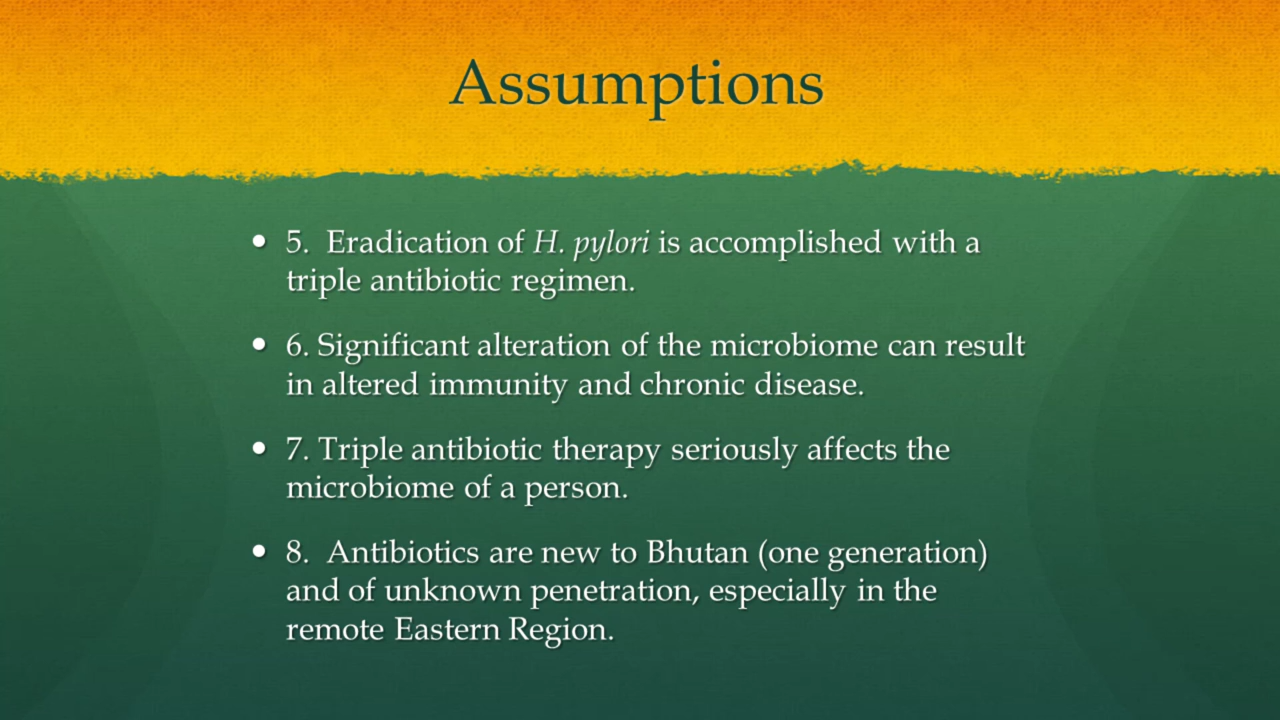 Assumptions
• 5.  Eradication of H. pylori is accomplished with a
triple antibiotic regimen.
• 6. Significant alteration of the microbiome can result
in altered immunity and chronic disease.
• 7. Triple antibiotic therapy seriously affects the
microbiome of a person.
• 8.  Antibiotics are new to Bhutan (one generation)
and of unknown penetration, especially in the
remote Eastern Region.